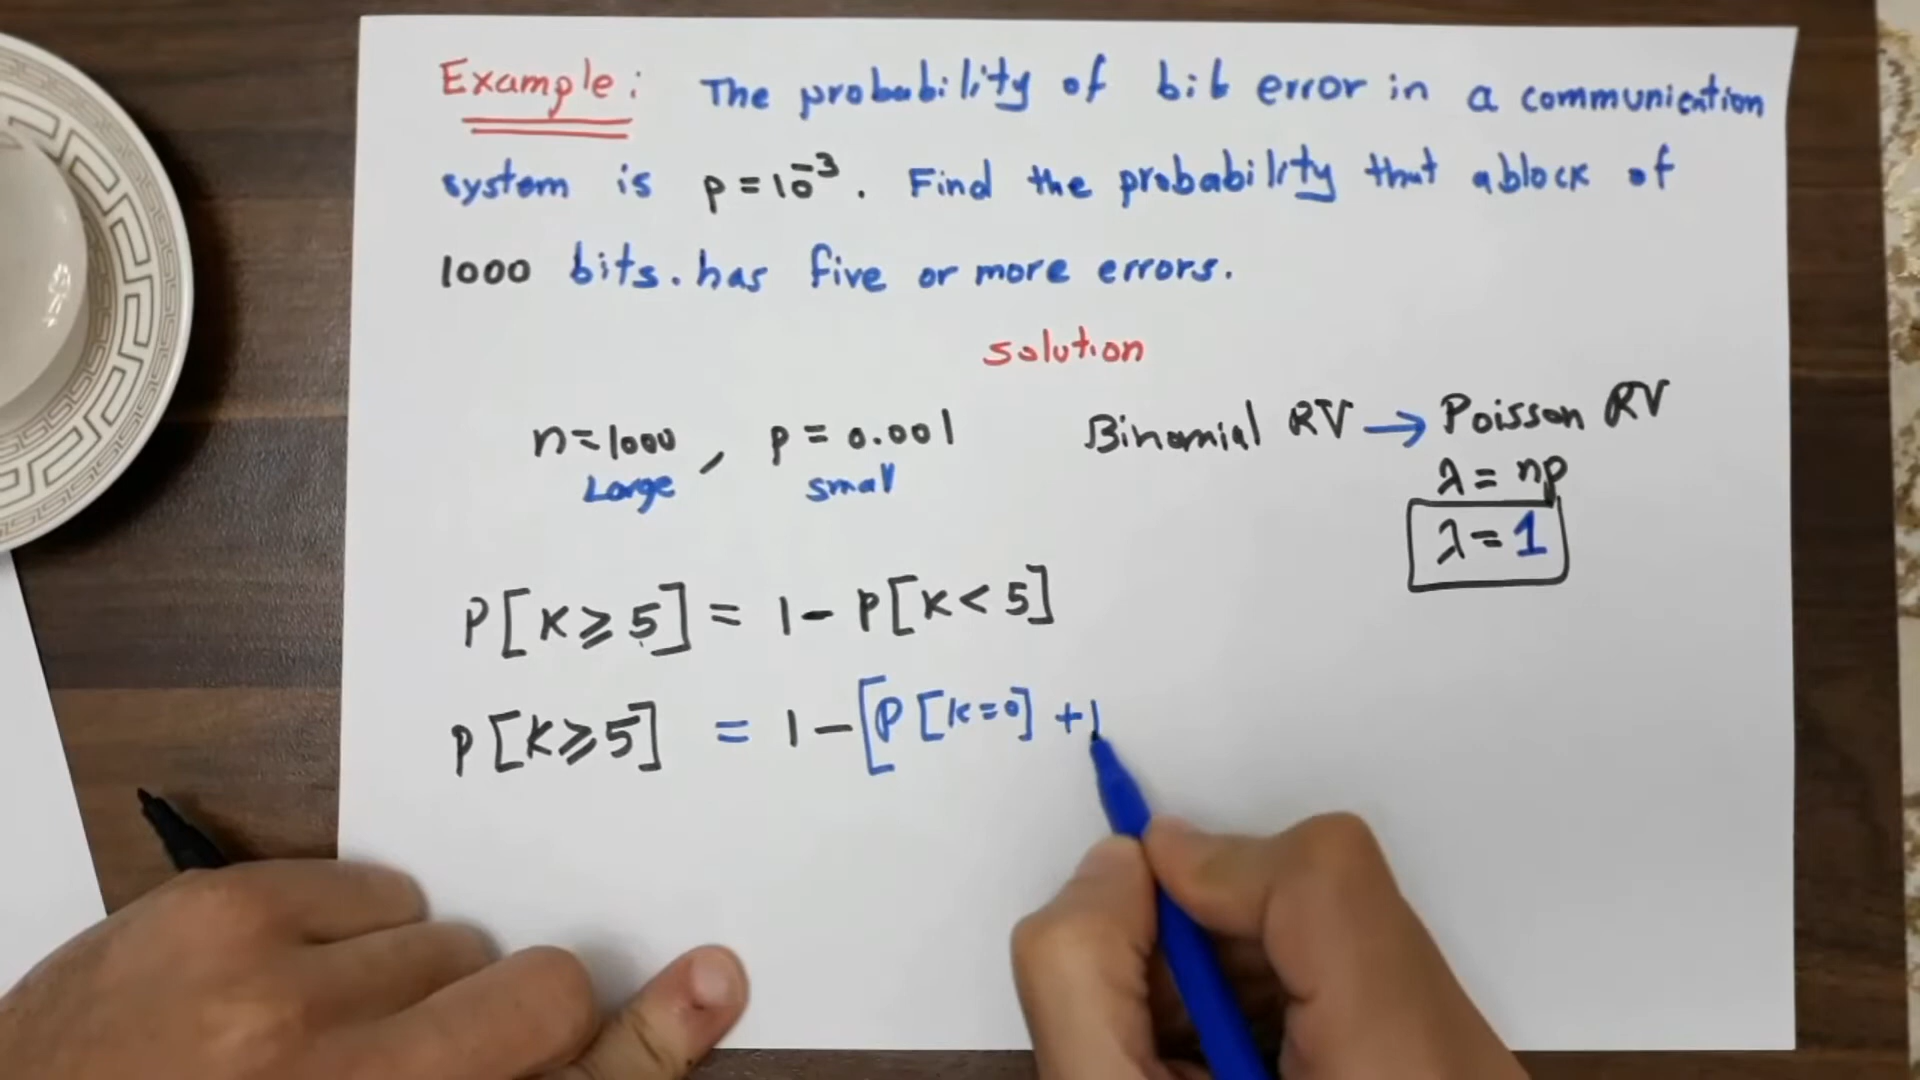 Example: The probability of bit error in a communication
system is p = 10⁻³. Find the probability that a block of
1000 bits. has five or more errors.
solution
n=1000 , p = 0.001 Binomial RV → Poisson RV
Large small λ = np
λ = 1
P[K ≥ 5] = 1 - P[K < 5]
P[K ≥ 5] = 1 - [P[K=0] +